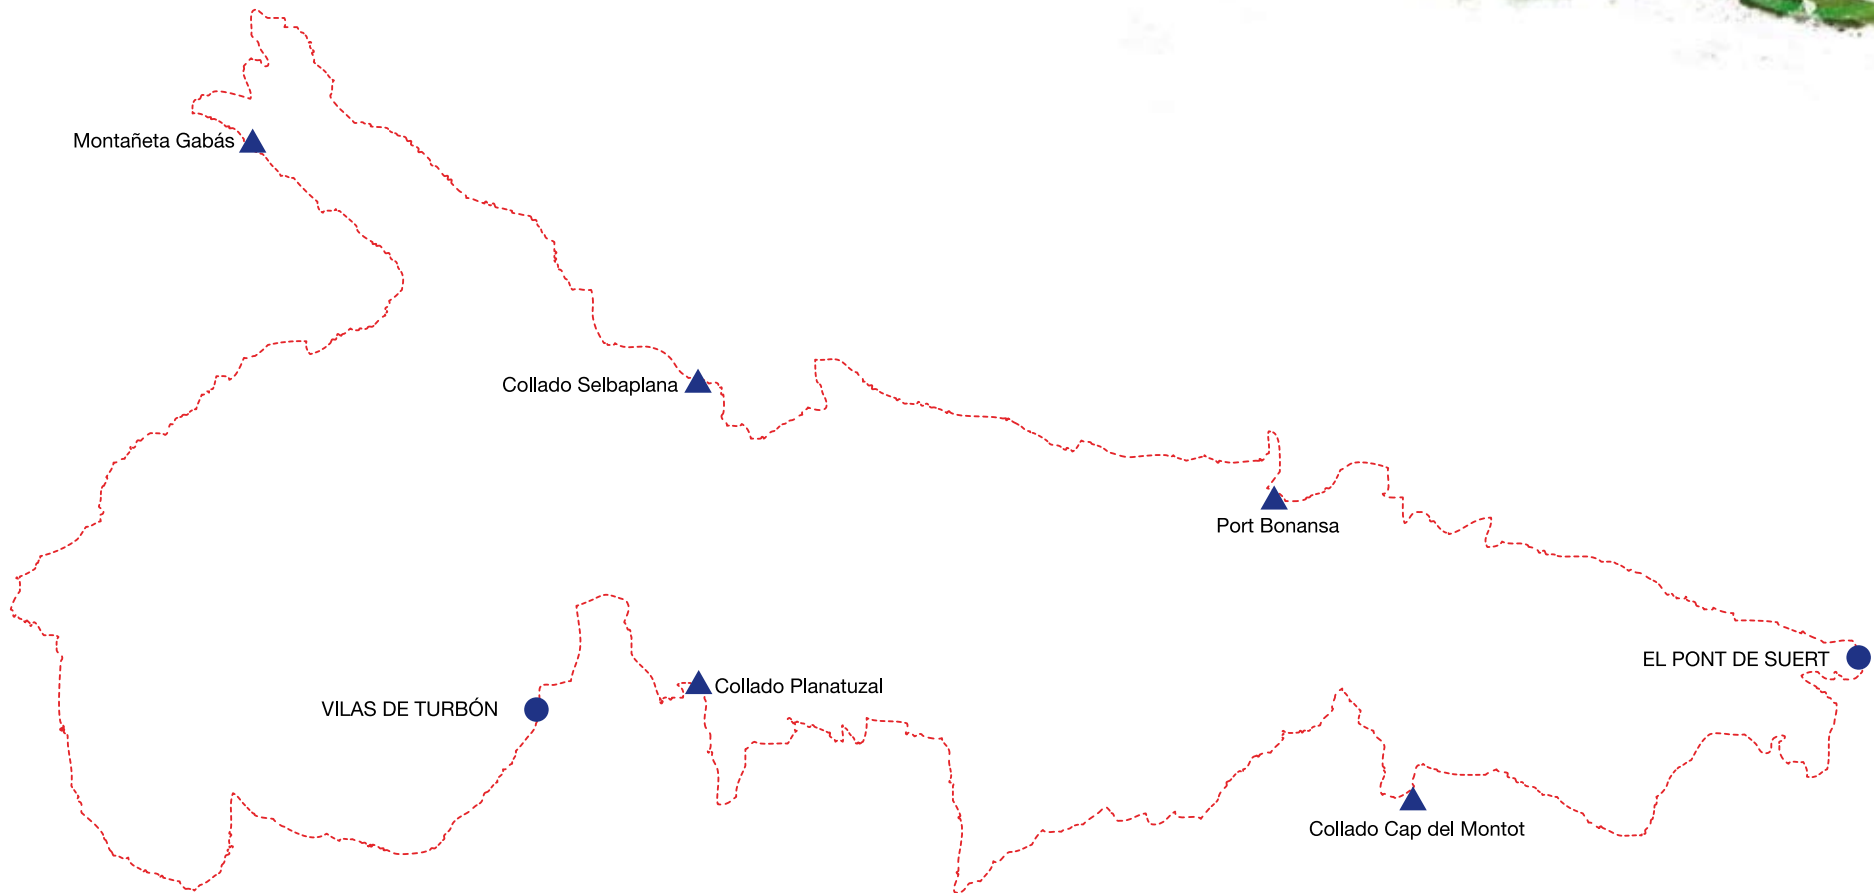 Montañeta Gabás
Collado Selbaplana
Port Bonansa
EL PONT DE SUERT
Collado Planatuzal
VILAS DE TURBÓN
Collado Cap del Montot